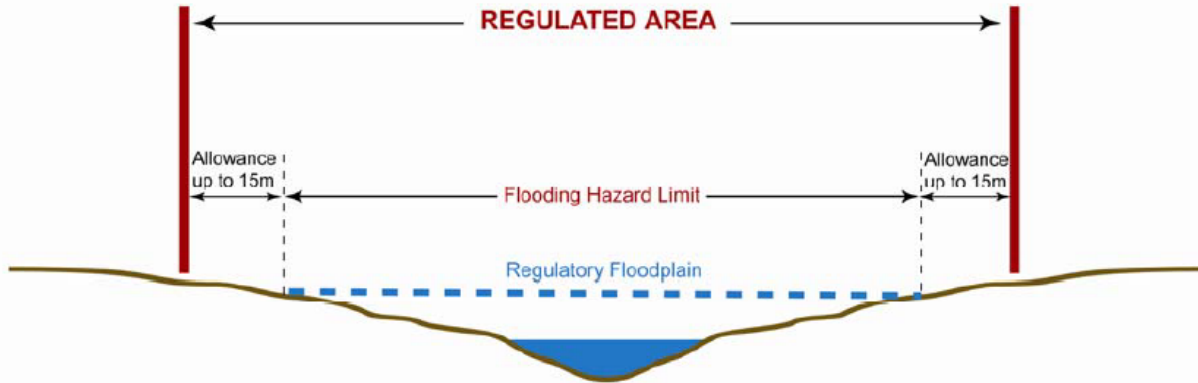 REGULATED AREA
Allowance
up to 15m
Allowance
up to 15m
Flooding Hazard Limit
Regulatory Floodplain